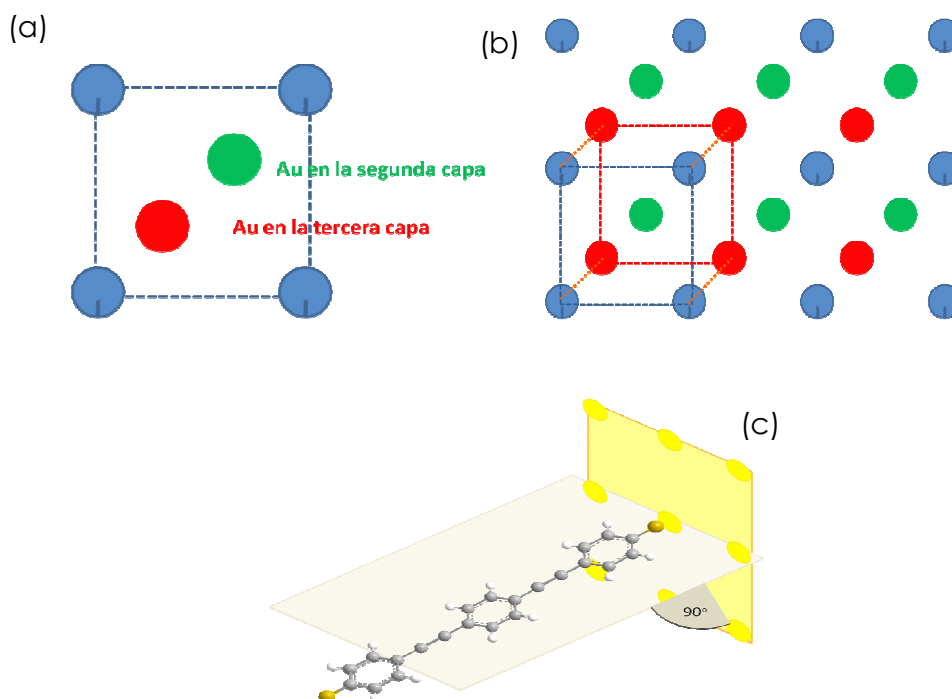 (a)
(b)
Au en la segunda capa
Au en la tercera capa
(c)
90°